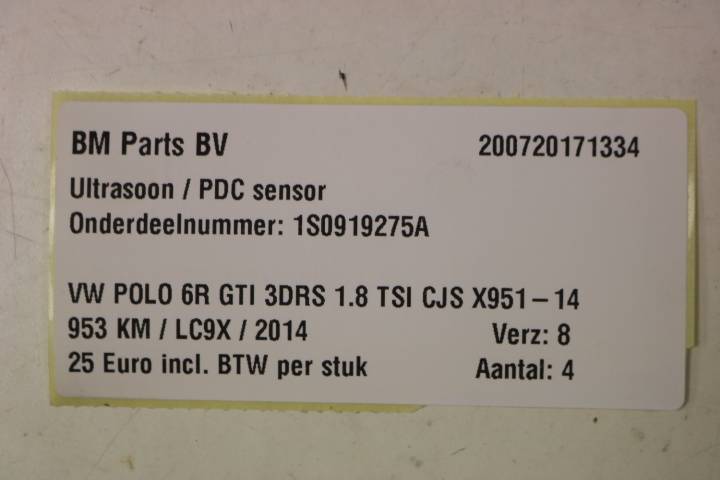 BM Parts BV 200720171334
Ultrasoon / PDC sensor
Onderdeelnummer: 1S0919275A
VW POLO 6R GTI 3DRS 1.8 TSI CJS X951-14
953 KM / LC9X / 2014 Verz: 8
25 Euro incl. BTW per stuk Aantal: 4